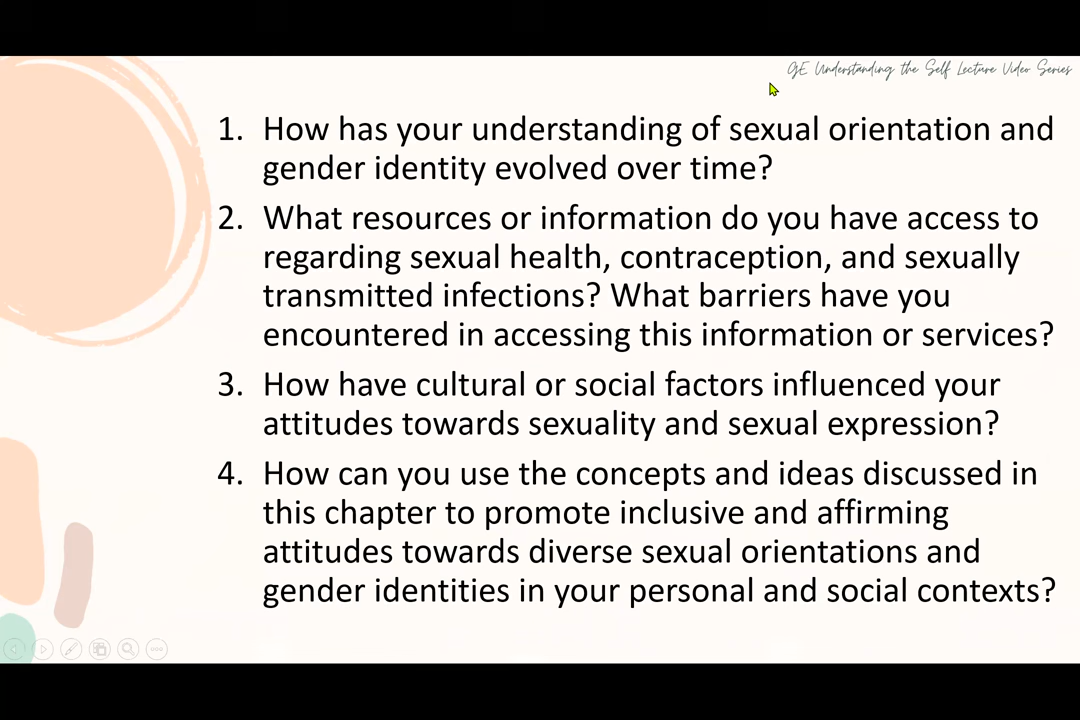 GE Understanding the Self Lecture Video Series
1. How has your understanding of sexual orientation and
gender identity evolved over time?
2. What resources or information do you have access to
regarding sexual health, contraception, and sexually
transmitted infections? What barriers have you
encountered in accessing this information or services?
3. How have cultural or social factors influenced your
attitudes towards sexuality and sexual expression?
4. How can you use the concepts and ideas discussed in
this chapter to promote inclusive and affirming
attitudes towards diverse sexual orientations and
gender identities in your personal and social contexts?